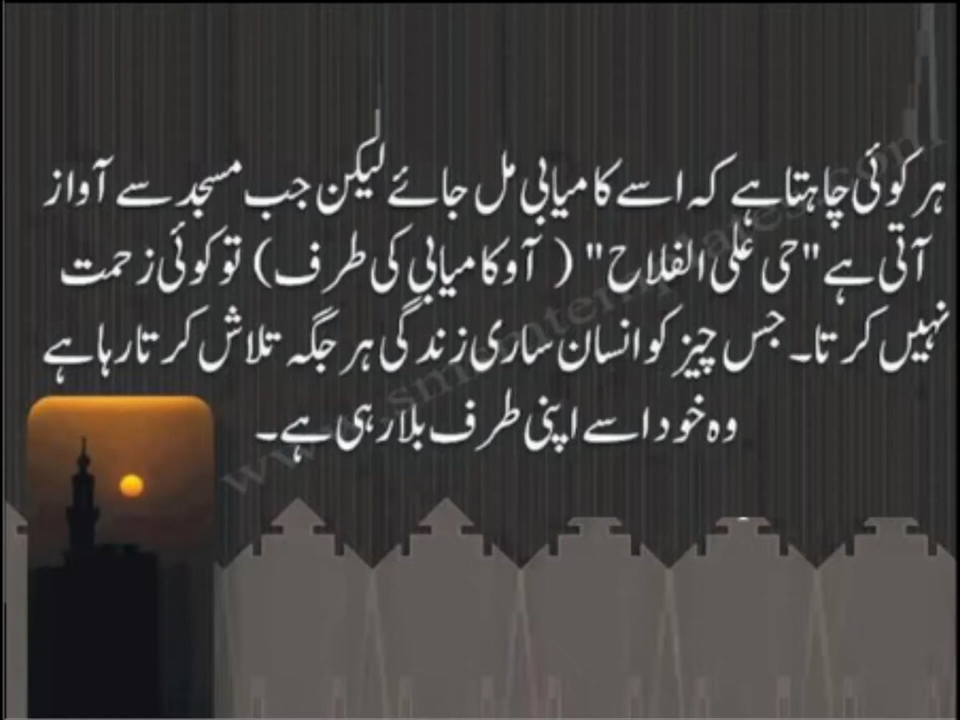 ہر کوئی چاہتا ہے کہ اسے کامیابی مل جائے لیکن جب مسجد سے آواز
آتی ہے "حی علی الفلاح" ( آو کامیابی کی طرف) تو کوئی زحمت
نہیں کرتا۔ جس چیز کو انسان ساری زندگی ہر جگہ تلاش کرتا رہا ہے
وہ خود اسے اپنی طرف بلا رہی ہے۔